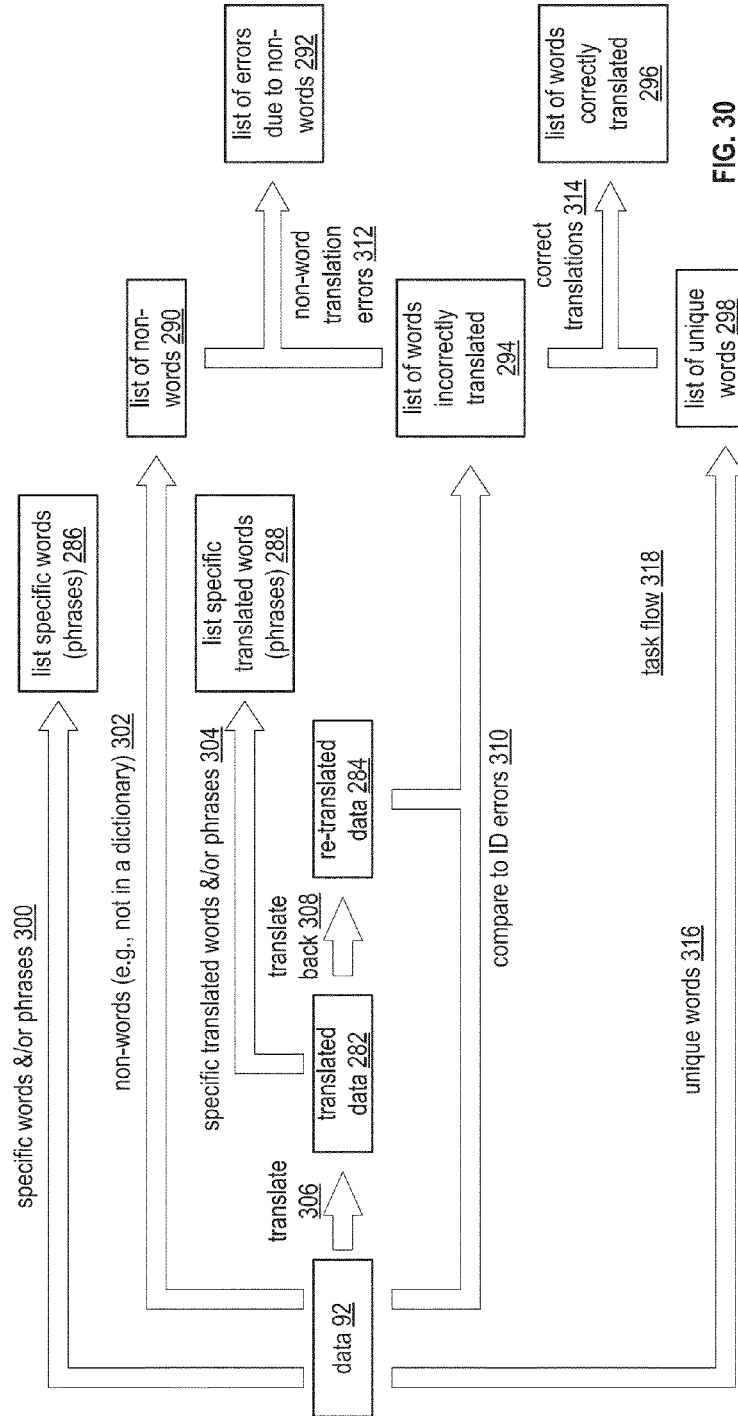 specific words &/or phrases 300
list specific words
(phrases) 286
non-words (e.g., not in a dictionary) 302
list of non-
words 290
list of errors
due to non-
words 292
specific translated words &/or phrases 304
list specific
translated words
(phrases) 288
non-word
translation
errors 312
data 92
translate
306
translated
data 282
translate
back 308
re-translated
data 284
compare to ID errors 310
list of words
incorrectly
translated
294
correct
translations 314
list of words
correctly
translated
296
unique words 316
task flow 318
list of unique
words 298
FIG. 30